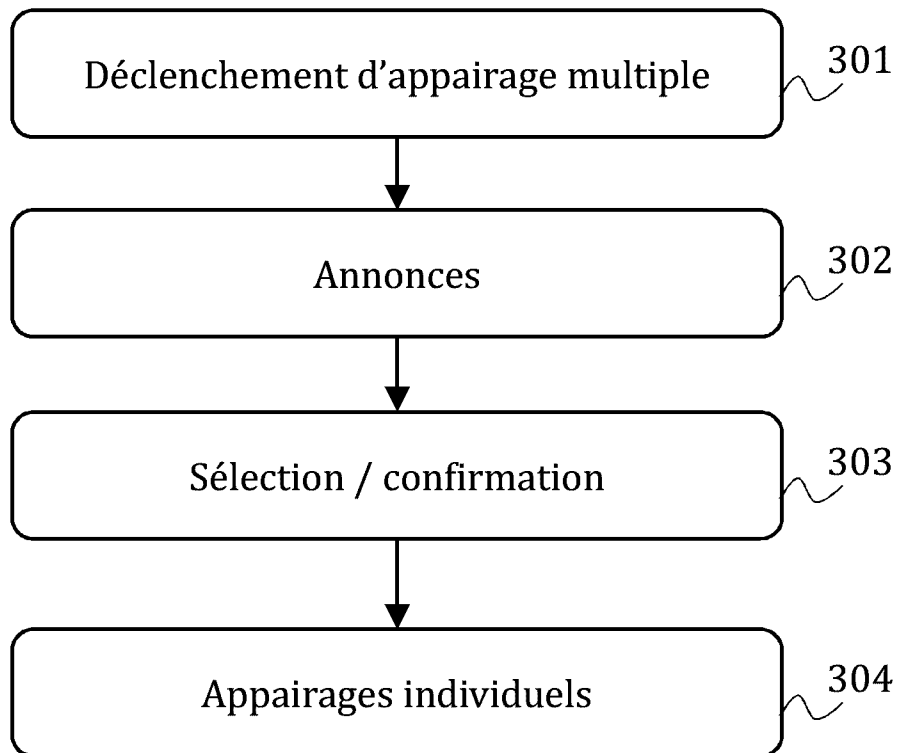 Déclenchement d’appairage multiple
301
Annonces
302
Sélection / confirmation
303
Appairages individuels
304